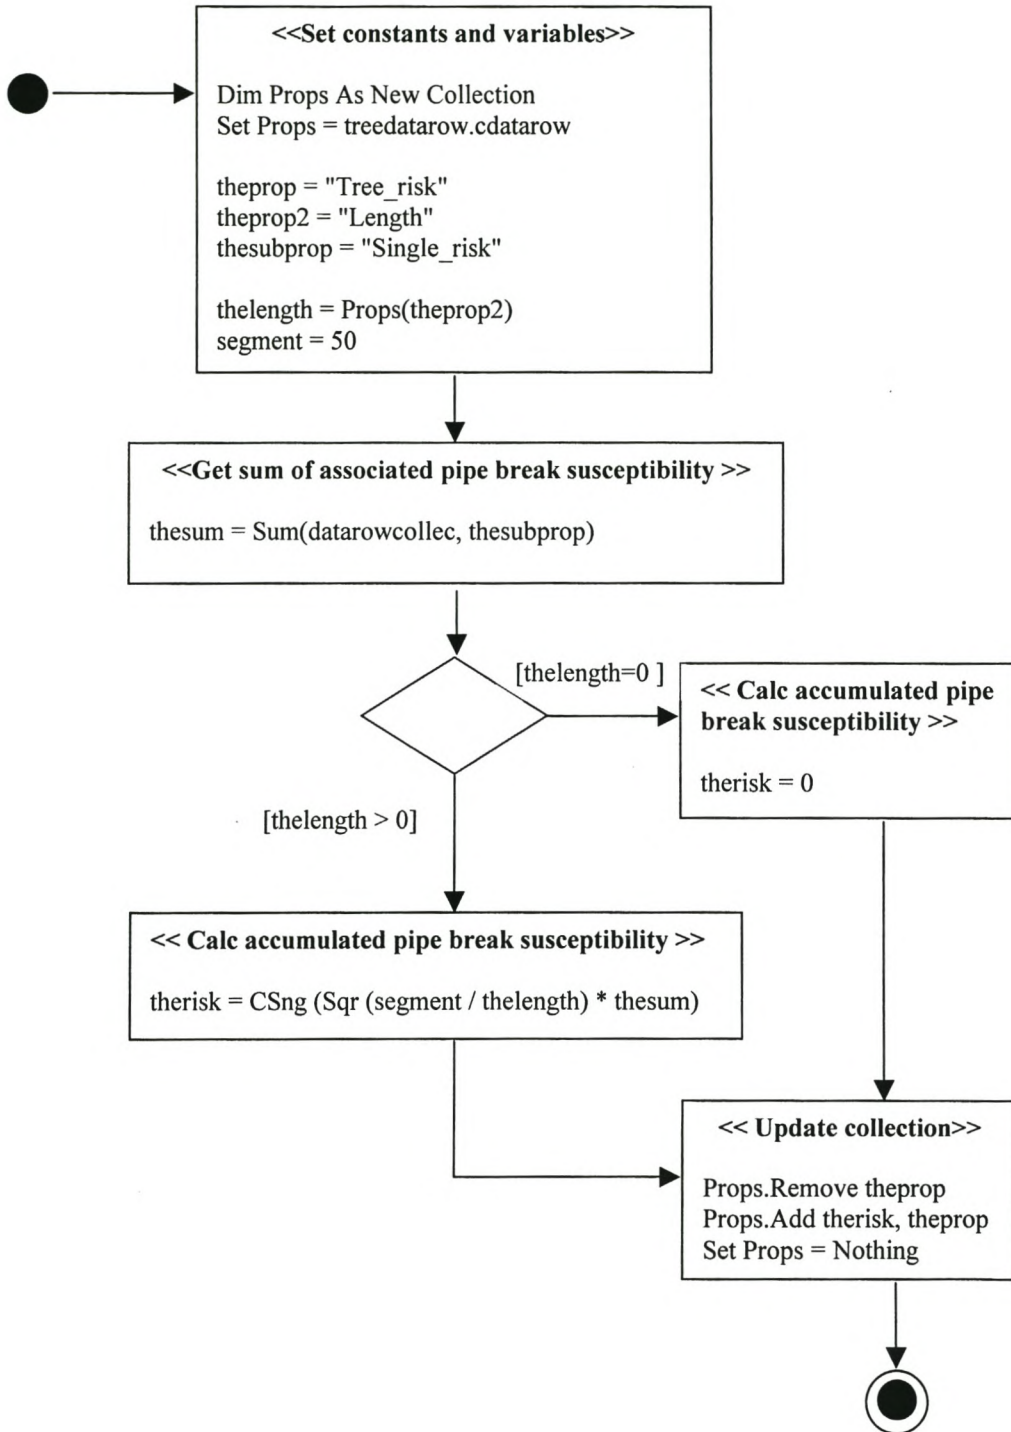 <<Set constants and variables>>
Dim Props As New Collection
Set Props = treedatarow.cdatarow
theprop = "Tree_risk"
theprop2 = "Length"
thesubprop = "Single_risk"
thelength = Props(theprop2)
segment = 50
<<Get sum of associated pipe break susceptibility >>
thesum = Sum(datarowcollec, thesubprop)
[thelength=0 ]
<< Calc accumulated pipe
break susceptibility >>
therisk = 0
[thelength > 0]
<< Calc accumulated pipe break susceptibility >>
therisk = CSng (Sqr (segment / thelength) * thesum)
<< Update collection>>
Props.Remove theprop
Props.Add therisk, theprop
Set Props = Nothing